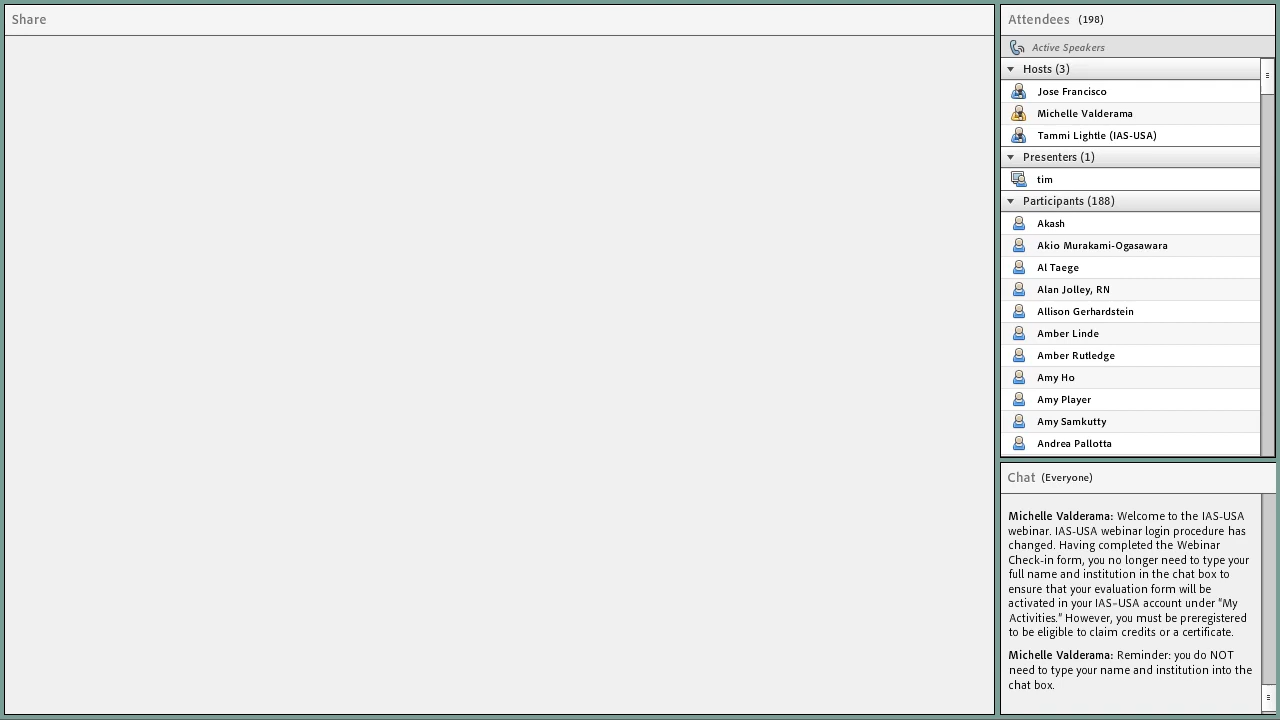 Share
Attendees (198)
Active Speakers
Hosts (3)
Jose Francisco
Michelle Valderama
Tammi Lightle (IAS-USA)
Presenters (1)
tim
Participants (188)
Akash
Akio Murakami-Ogasawara
Al Taege
Alan Jolley, RN
Allison Gerhardstein
Amber Linde
Amber Rutledge
Amy Ho
Amy Player
Amy Samkutty
Andrea Pallotta
Chat (Everyone)
Michelle Valderama: Welcome to the IAS-USA
webinar. IAS-USA webinar login procedure has
changed. Having completed the Webinar
Check-in form, you no longer need to type your
full name and institution in the chat box to
ensure that your evaluation form will be
activated in your IAS-USA account under "My
Activities." However, you must be preregistered
to be eligible to claim credits or a certificate.
Michelle Valderama: Reminder: you do NOT
need to type your name and institution into the
chat box.